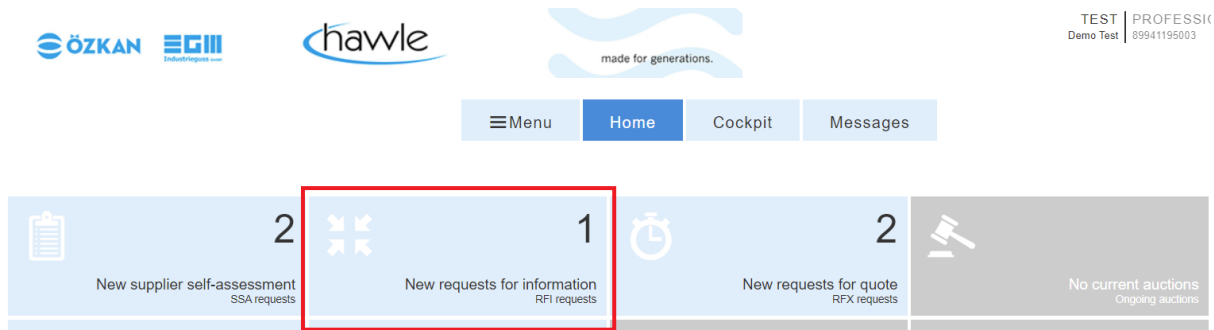 ÖZKAN
EGM
Industrieguss GmbH
hawle
made for generations.
TEST
Demo Test
89941195003
Menu
Home
Cockpit
Messages
2
New supplier self-assessment
SSA requests
1
New requests for information
RFI requests
2
New requests for quote
RFX requests
No current auctions
Ongoing auctions